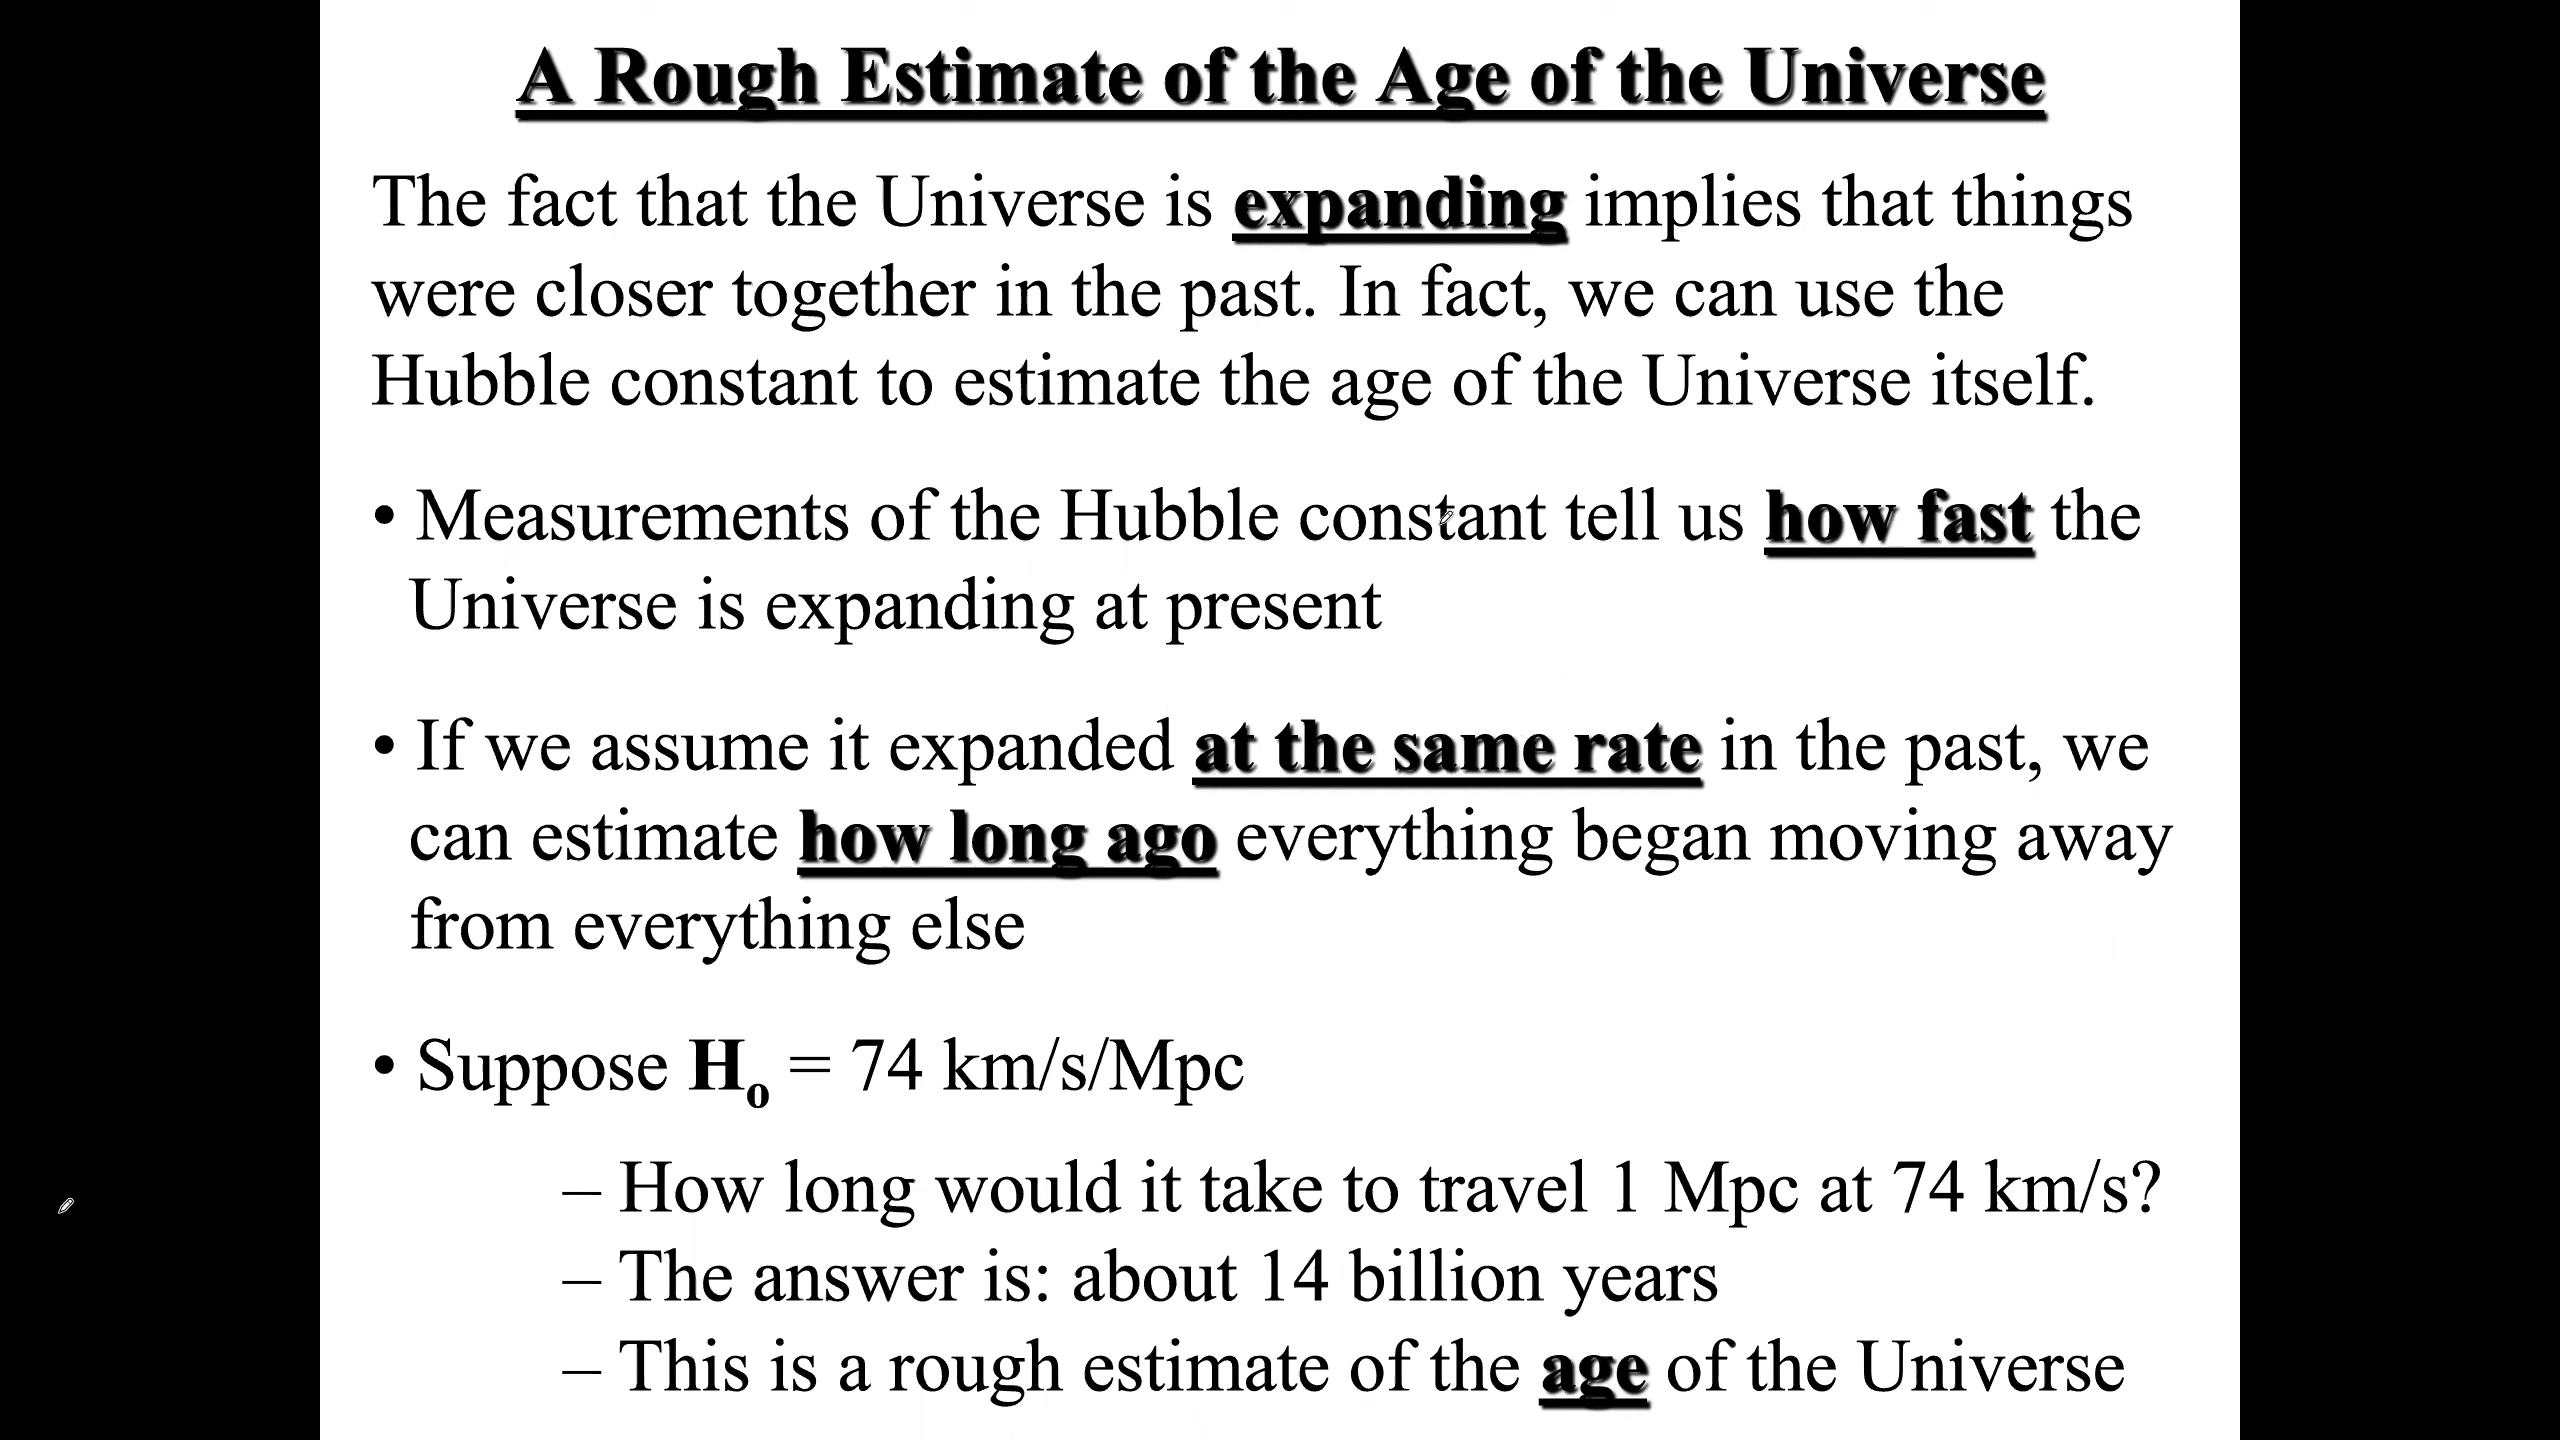 A Rough Estimate of the Age of the Universe
The fact that the Universe is expanding implies that things
were closer together in the past. In fact, we can use the
Hubble constant to estimate the age of the Universe itself.
• Measurements of the Hubble constant tell us how fast the
Universe is expanding at present
• If we assume it expanded at the same rate in the past, we
can estimate how long ago everything began moving away
from everything else
• Suppose Hₒ = 74 km/s/Mpc
– How long would it take to travel 1 Mpc at 74 km/s?
– The answer is: about 14 billion years
– This is a rough estimate of the age of the Universe